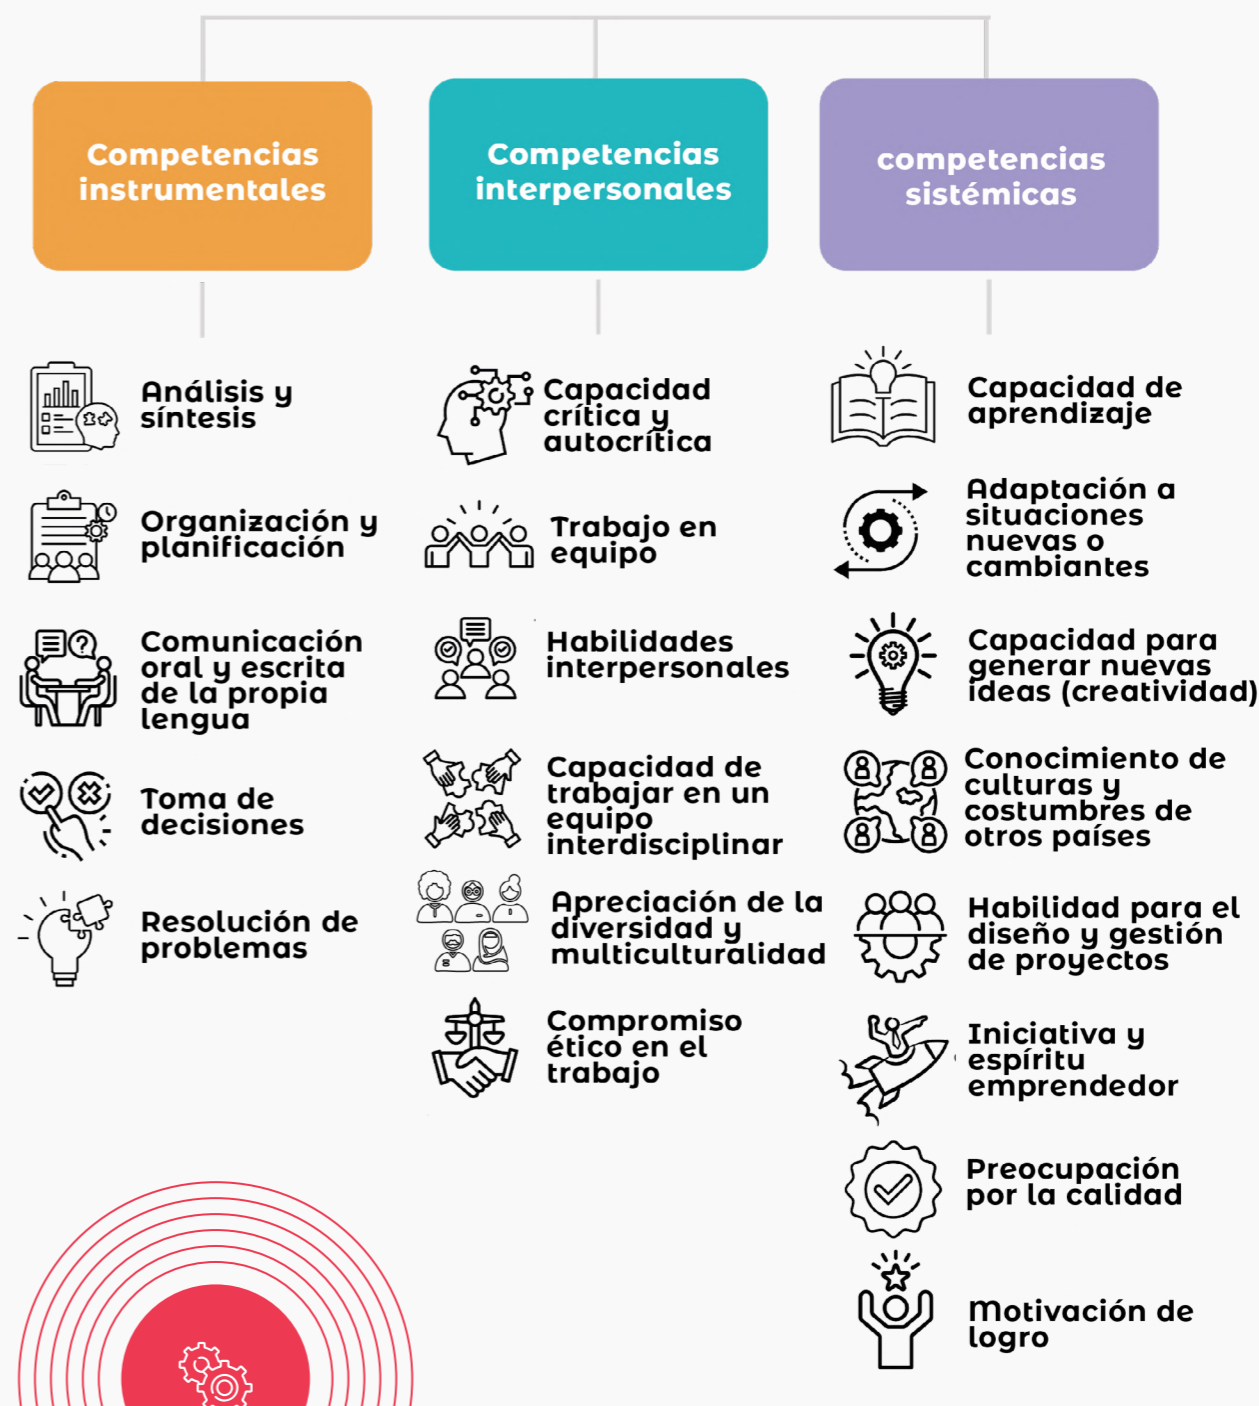 Competencias
instrumentales
Análisis y
síntesis
Organización y
planificación
Comunicación
oral y escrita
de la propia
lengua
Toma de
decisiones
Resolución de
problemas
Competencias
interpersonales
Capacidad
crítica y
autocrítica
Trabajo en
equipo
Habilidades
interpersonales
Capacidad de
trabajar en un
equipo
interdisciplinar
Apreciación de la
diversidad y
multiculturalidad
Compromiso
ético en el
trabajo
competencias
sistémicas
Capacidad de
aprendizaje
Adaptación a
situaciones
nuevas o
cambiantes
Capacidad para
generar nuevas
ideas (creatividad)
Conocimiento de
culturas y
costumbres de
otros países
Habilidad para el
diseño y gestión
de proyectos
Iniciativa y
espíritu
emprendedor
Preocupación
por la calidad
Motivación de
logro